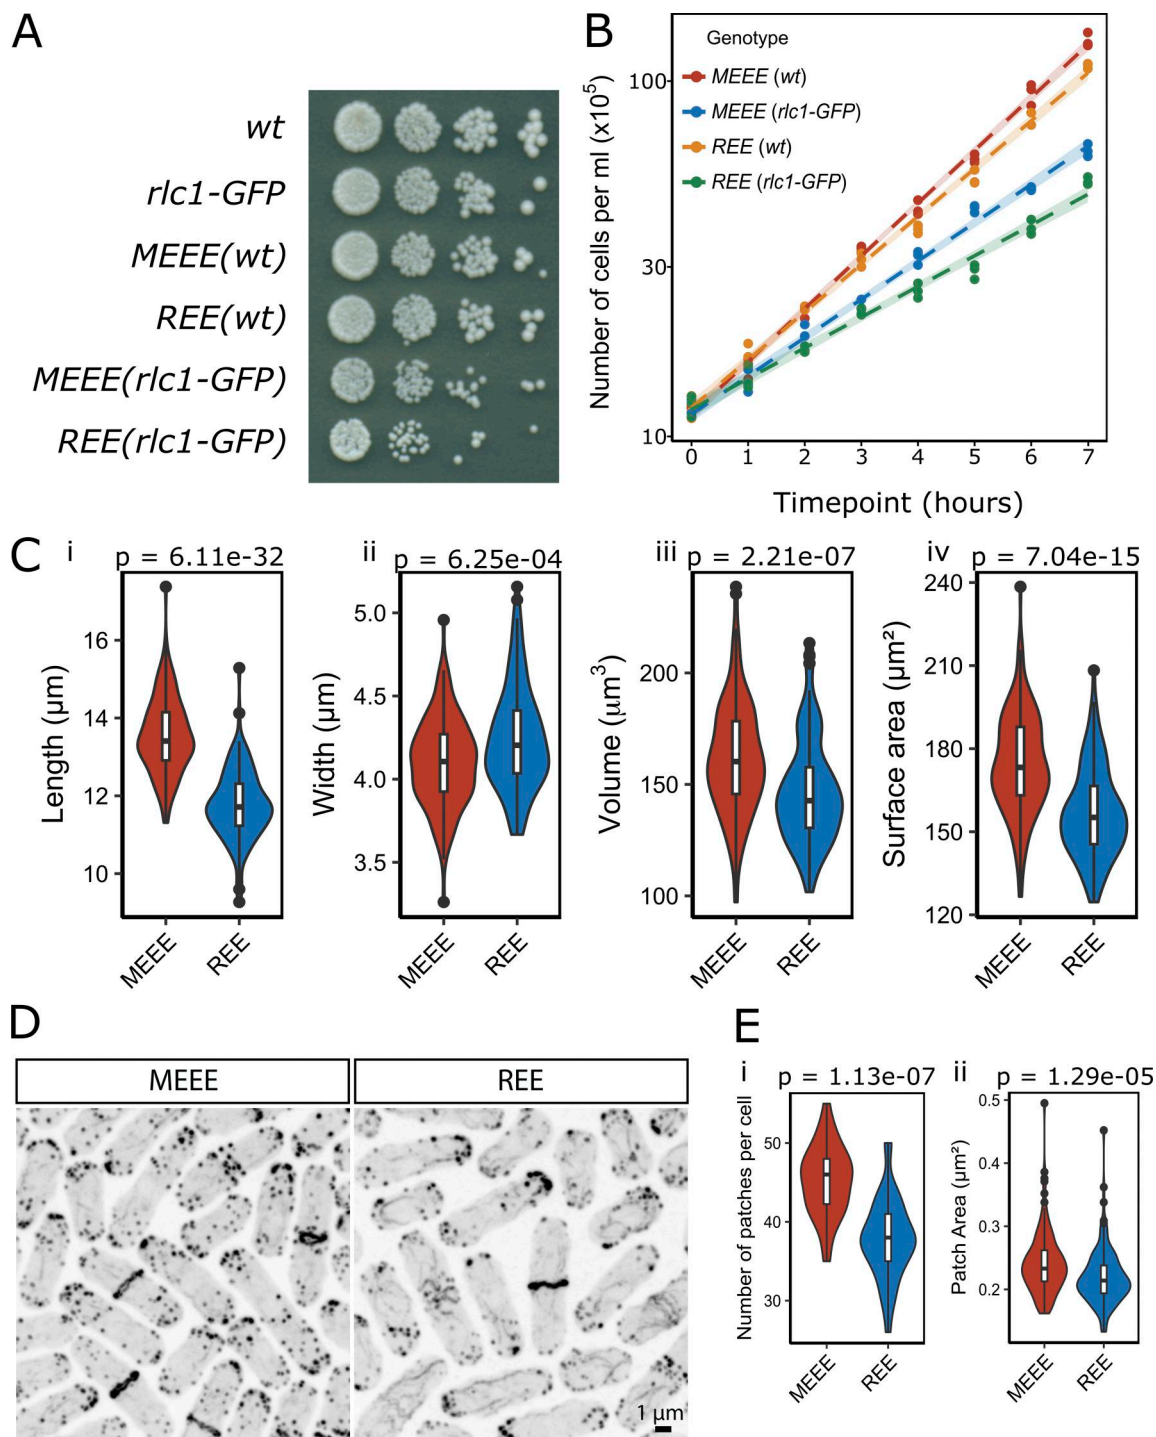 A
wt
rlc1-GFP
MEEE(wt)
REE(wt)
MEEE(rlc1-GFP)
REE(rlc1-GFP)
B
Genotype
MEEE (wt)
MEEE (rlc1-GFP)
REE (wt)
REE (rlc1-GFP)
Number of cells per ml (x10⁵)
100
30
10
0 1 2 3 4 5 6 7
Timepoint (hours)
C
i
p = 6.11e-32
Length (µm)
16
14
12
10
MEEE REE
ii
p = 6.25e-04
Width (µm)
5.0
4.5
4.0
3.5
MEEE REE
iii
p = 2.21e-07
Volume (µm³)
200
150
100
MEEE REE
iv
p = 7.04e-15
Surface area (µm²)
240
210
180
150
120
MEEE REE
D
MEEE
REE
1 µm
E
i
p = 1.13e-07
Number of patches per cell
50
40
30
MEEE REE
ii
p = 1.29e-05
Patch Area (µm²)
0.5
0.4
0.3
0.2
MEEE REE